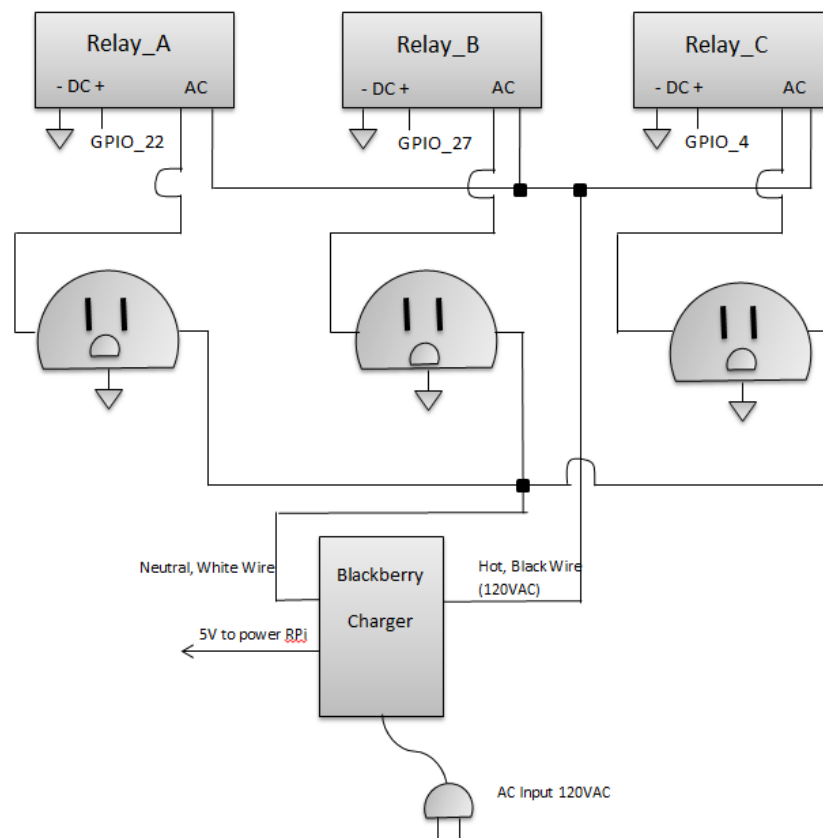 Relay_A
- DC +
AC
GPIO_22
Relay_B
- DC +
AC
GPIO_27
Relay_C
- DC +
AC
GPIO_4
Neutral, White Wire
Blackberry
Charger
Hot, Black Wire
(120VAC)
5V to power RPi
AC Input 120VAC